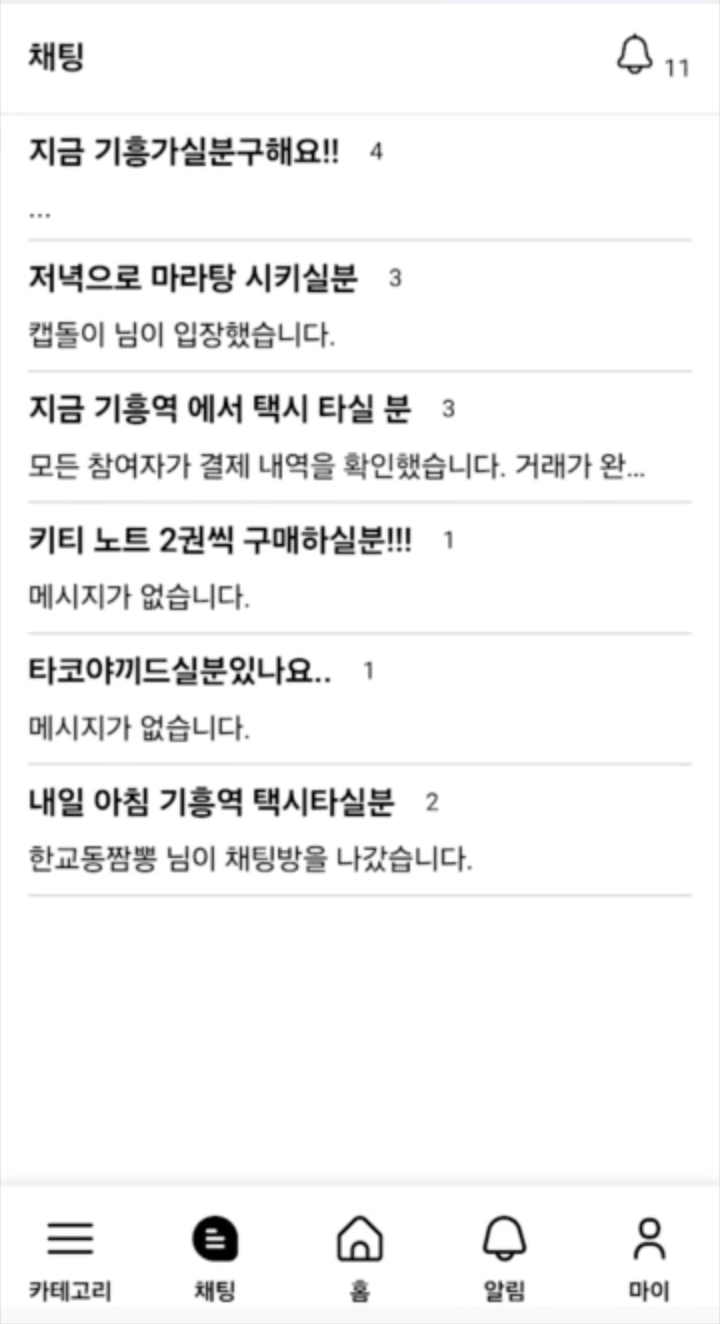 채팅 11
지금 기흥가실분구해요!! 4
...
저녁으로 마라탕 시키실분 3
캡돌이 님이 입장했습니다.
지금 기흥역 에서 택시 타실 분 3
모든 참여자가 결제 내역을 확인했습니다. 거래가 완...
키티 노트 2권씩 구매하실분!!! 1
메시지가 없습니다.
타코야끼드실분있나요.. 1
메시지가 없습니다.
내일 아침 기흥역 택시타실분 2
한교동짬뽕 님이 채팅방을 나갔습니다.
카테고리 채팅 홈 알림 마이